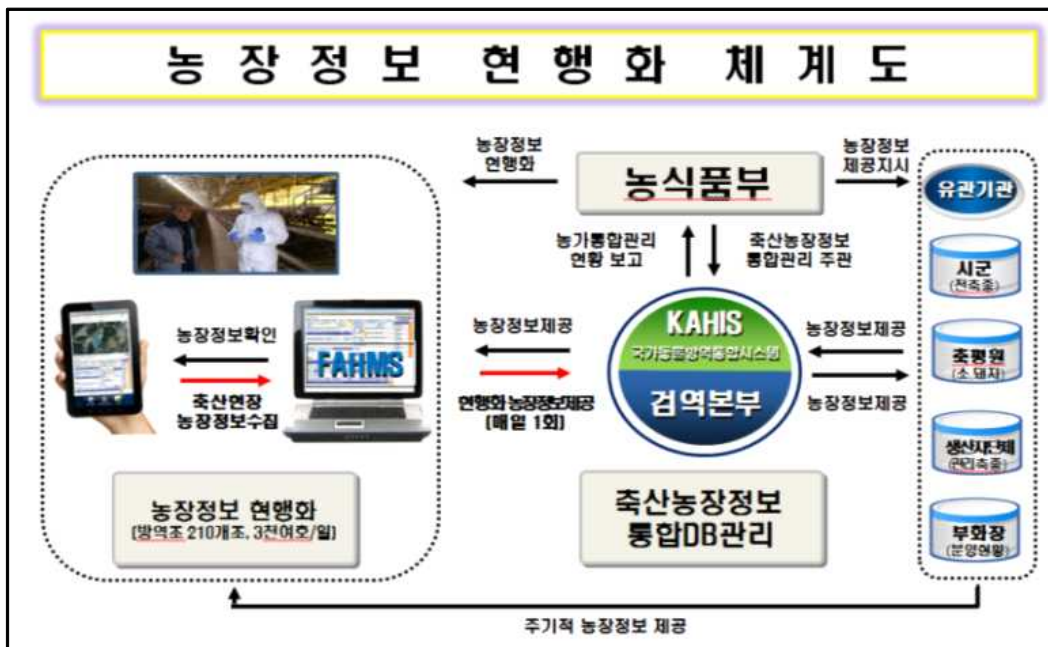 농장정보 현행화 체계도
농장정보
현행화
농식품부
농장정보
제공지시
유관기관
농가통합관리
현황 보고
축산농장정보
통합관리 주관
시군
(전축종)
농장정보확인
FAHMS
축산현장
농장정보수집
농장정보제공
현행화 농장정보제공
(매일 1회)
KAHIS
국가동물방역통합시스템
검역본부
농장정보제공
농장정보제공
축평원
(소 돼지)
생산자단체
(관리축종)
농장정보 현행화
(방역조 210개조, 3천여호/일)
축산농장정보
통합DB관리
부화장
(분양현황)
주기적 농장정보 제공